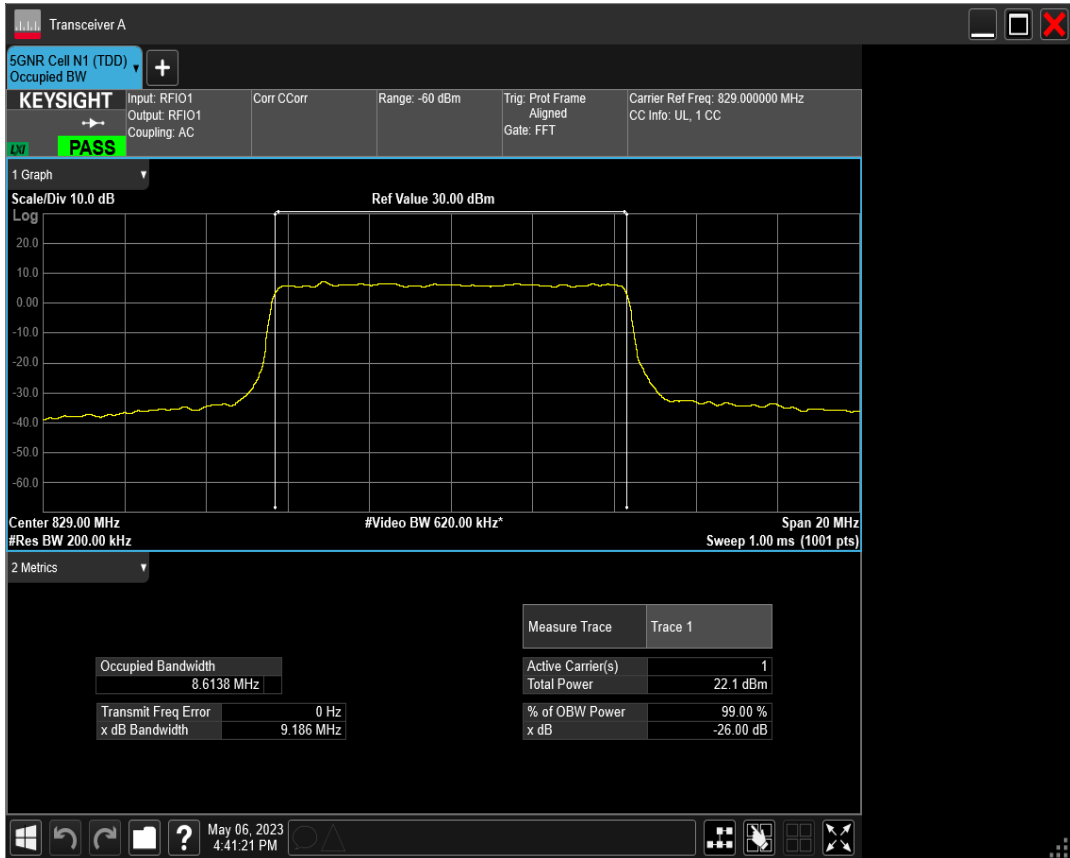 Transceiver A
5GNR Cell N1 (TDD)
Occupied BW
+
KEYSIGHT
LXI
PASS
Input: RFIO1
Output: RFIO1
Coupling: AC
Corr CCorr
Range: -60 dBm
Trig: Prot Frame
Aligned
Gate: FFT
Carrier Ref Freq: 829.000000 MHz
CC Info: UL, 1 CC
1 Graph
Scale/Div 10.0 dB
Ref Value 30.00 dBm
Log
20.0
10.0
0.00
-10.0
-20.0
-30.0
-40.0
-50.0
-60.0
Center 829.00 MHz
#Video BW 620.00 kHz*
Span 20 MHz
#Res BW 200.00 kHz
Sweep 1.00 ms (1001 pts)
2 Metrics
Measure Trace Trace 1
Occupied Bandwidth
8.6138 MHz
Active Carrier(s) 1
Total Power 22.1 dBm
Transmit Freq Error 0 Hz
x dB Bandwidth 9.186 MHz
% of OBW Power 99.00 %
x dB -26.00 dB
?
May 06, 2023
4:41:21 PM